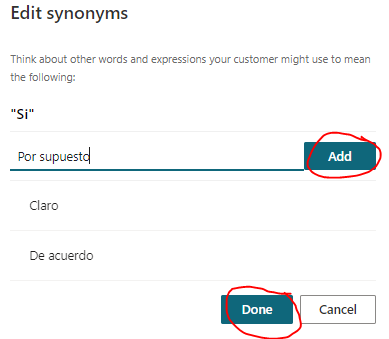 Edit synonyms
Think about other words and expressions your customer might use to mean
the following:
"Si"
Por supuesto
Add
Claro
De acuerdo
Done
Cancel